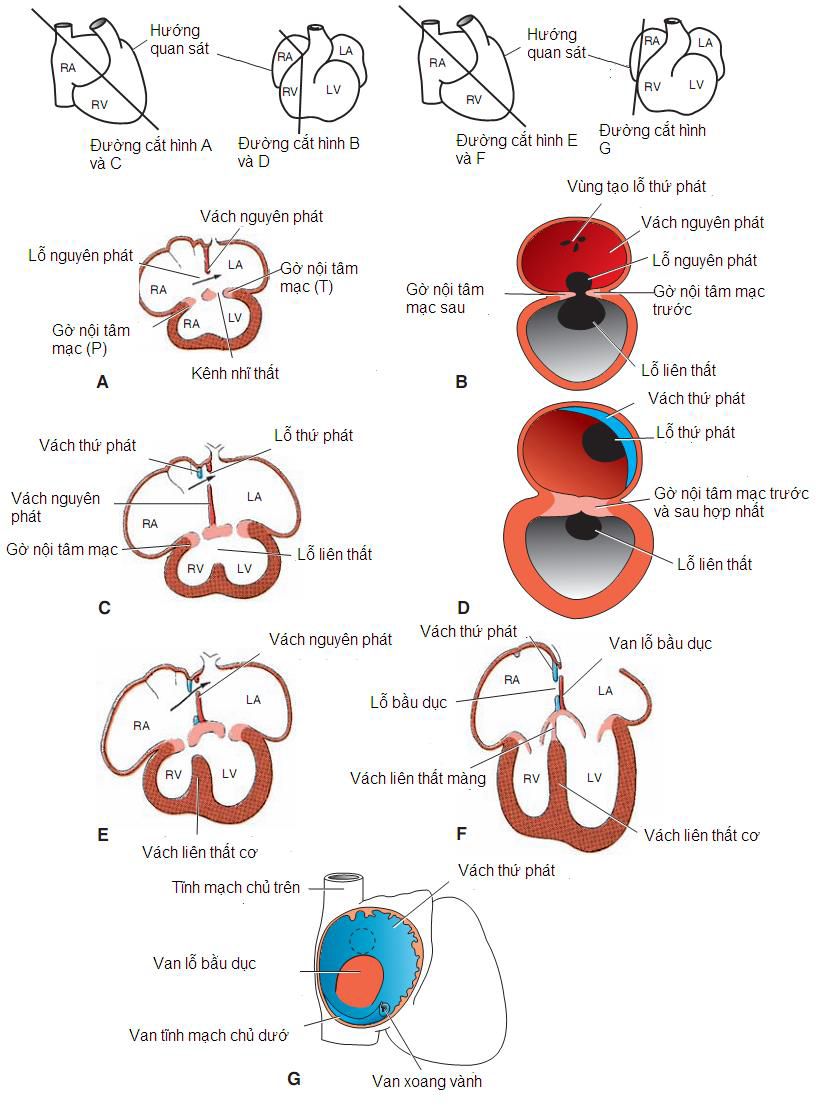 Hướng
quan sát
RA
RV
RA
LA
RV
LV
Đường cắt hình A
và C
Đường cắt hình B
và D
Hướng
quan sát
RA
RV
RA
LA
RV
LV
Đường cắt hình E
và F
Đường cắt hình
G
Vách nguyên phát
Lỗ nguyên phát
LA
RA
Gờ nội tâm
mạc (T)
RA
LV
Gờ nội tâm
mạc (P)
Kênh nhĩ thất
A
Vùng tạo lỗ thứ phát
Vách nguyên phát
Lỗ nguyên phát
Gờ nội tâm
mạc sau
Gờ nội tâm mạc
trước
Lỗ liên thất
B
Vách thứ phát
Lỗ thứ phát
Vách nguyên
phát
LA
RA
Gờ nội tâm mạc
Lỗ liên thất
RV
LV
C
Vách thứ phát
Lỗ thứ phát
Gờ nội tâm mạc trước
và sau hợp nhất
Lỗ liên thất
D
Vách nguyên phát
RA
LA
RV
LV
E
Vách liên thất cơ
Vách thứ phát
Van lỗ bầu dục
RA
LA
Lỗ bầu dục
Vách liên thất màng
RV
LV
F
Vách liên thất cơ
Tĩnh mạch chủ trên
Vách thứ phát
Van lỗ bầu dục
Van tĩnh mạch chủ dướ
G
Van xoang vành